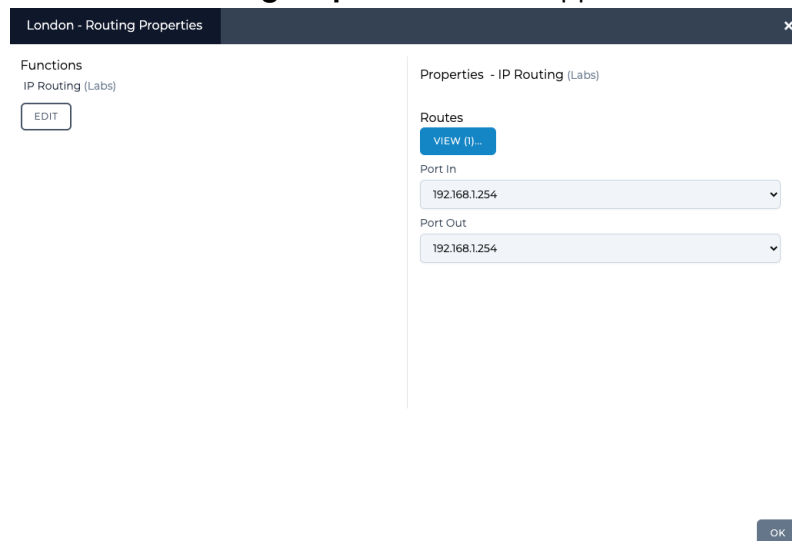 London - Routing Properties
Functions
IP Routing (Labs)
EDIT
Properties - IP Routing (Labs)
Routes
VIEW (1)...
Port In
192.168.1.254
Port Out
192.168.1.254
OK